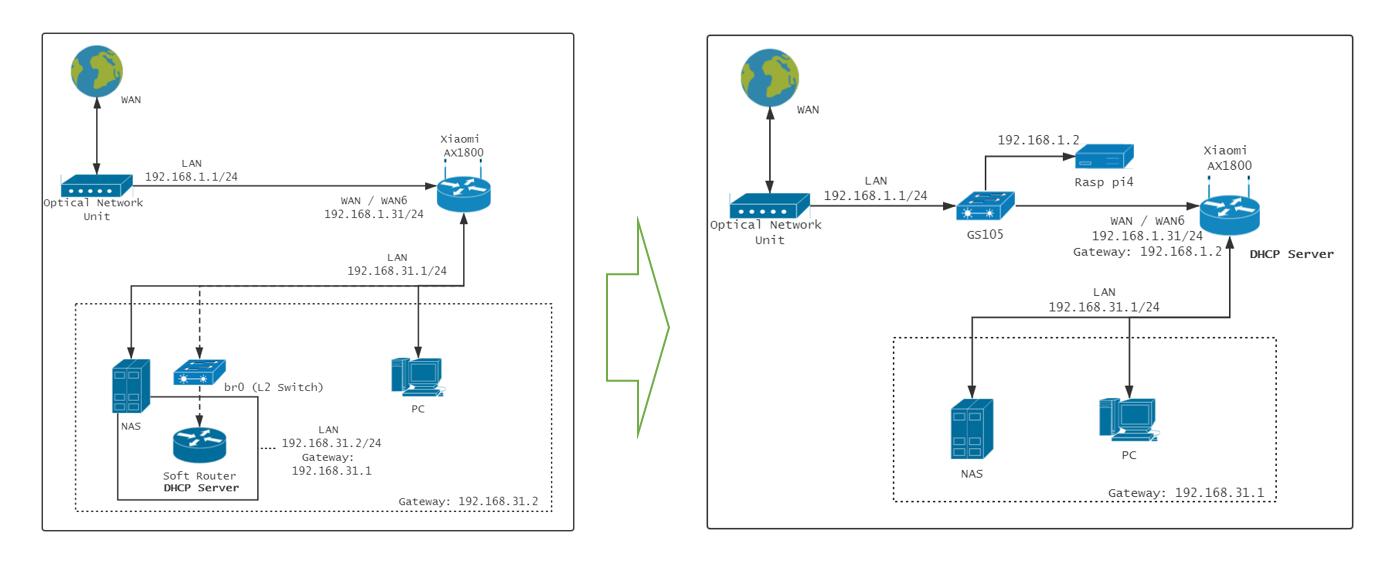 WAN
Xiaomi
AX1800
LAN
192.168.1.1/24
Optical Network
Unit
WAN / WAN6
192.168.1.31/24
LAN
192.168.31.1/24
br0 (L2 Switch)
PC
NAS
LAN
192.168.31.2/24
Gateway:
192.168.31.1
Soft Router
DHCP Server
Gateway: 192.168.31.2
WAN
192.168.1.2
Xiaomi
AX1800
Rasp pi4
LAN
192.168.1.1/24
Optical Network
Unit
GS105
WAN / WAN6
192.168.1.31/24
Gateway: 192.168.1.2
DHCP Server
LAN
192.168.31.1/24
PC
NAS
Gateway: 192.168.31.1